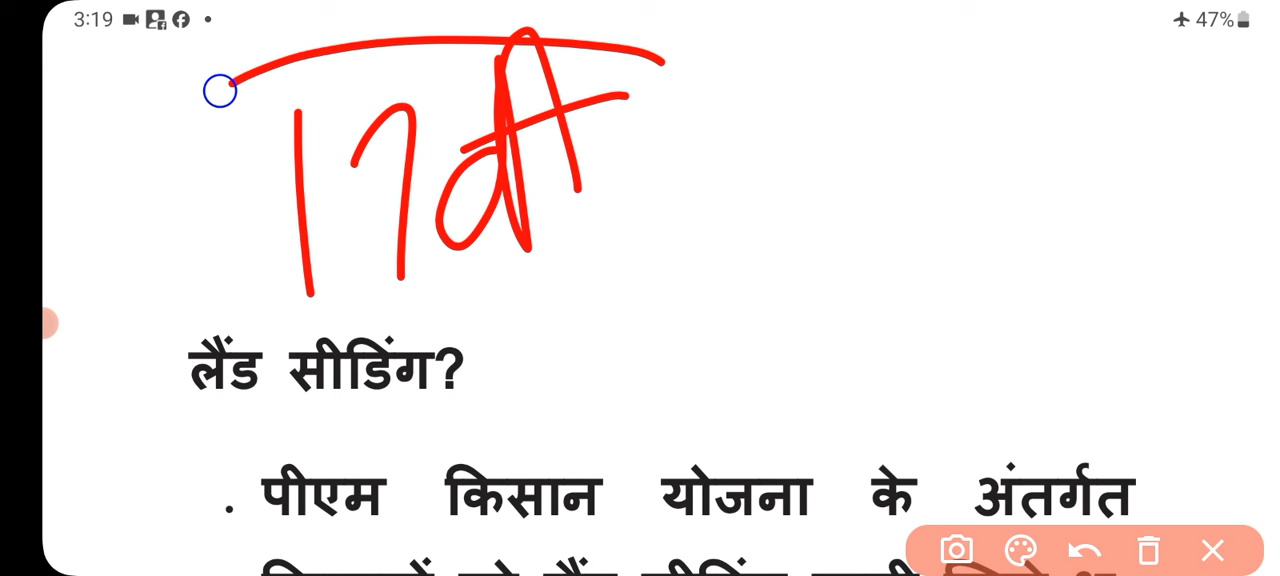 3:19 47%
17वीं
लैंड सीडिंग?
. पीएम किसान योजना के अंतर्गत